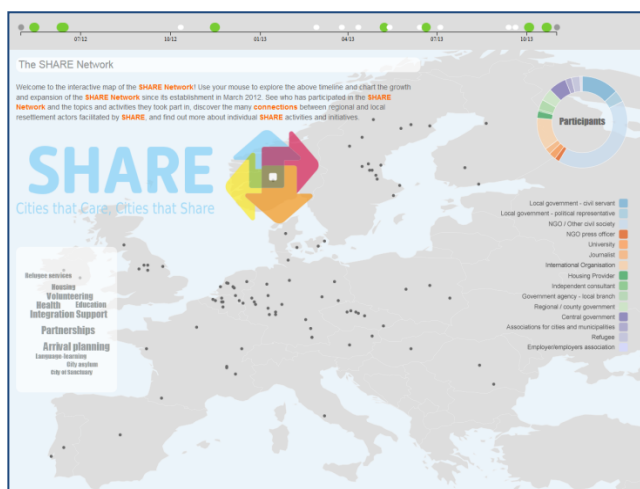 07/12
10/12
01/13
04/13
07/13
10/13
The SHARE Network
Welcome to the interactive map of the SHARE Network! Use your mouse to explore the above timeline and chart the growth
and expansion of the SHARE Network since its establishment in March 2012. See who has participated in the SHARE
Network and the topics and activities they took part in, discover the many connections between regional and local
resettlement actors facilitated by SHARE, and find out more about individual SHARE activities and initiatives.
Participants
SHARE
Cities that Care, Cities that Share
Local government - civil servant
Local government - political representative
NGO / Other civil society
NGO press officer
University
Journalist
International Organisation
Housing Provider
Independent consultant
Government agency - local branch
Regional / county government
Central government
Associations for cities and municipalities
Refugee
Employer/employers association
Refugee services
Housing
Volunteering
Health Education
Integration Support
Partnerships
Arrival planning
Language-learning
City asylum
City of Sanctuary